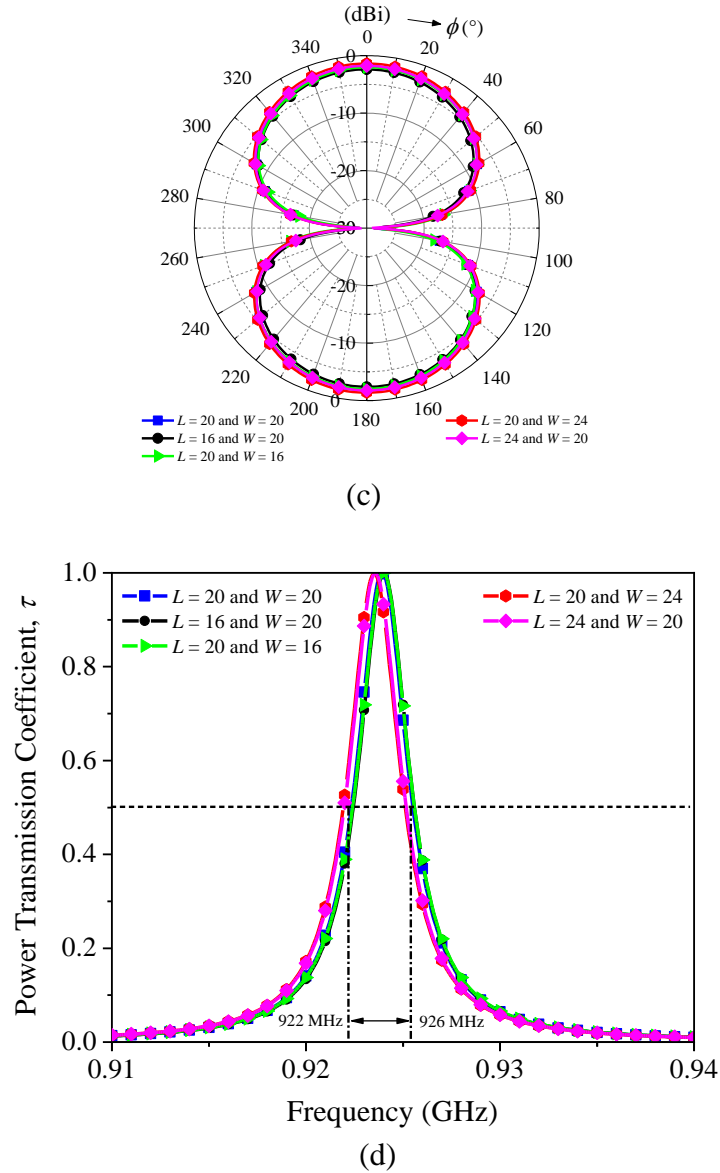 (dBi)
ϕ(°)
0
20
40
60
80
100
120
140
160
180
200
220
240
260
280
300
320
340
0
-10
-20
-30
-20
-10
0
L = 20 and W = 20
L = 16 and W = 20
L = 20 and W = 16
L = 20 and W = 24
L = 24 and W = 20
(c)
1.0
0.8
0.6
0.4
0.2
0.0
Power Transmission Coefficient, τ
L = 20 and W = 20
L = 16 and W = 20
L = 20 and W = 16
L = 20 and W = 24
L = 24 and W = 20
922 MHz
926 MHz
0.91
0.92
0.93
0.94
Frequency (GHz)
(d)